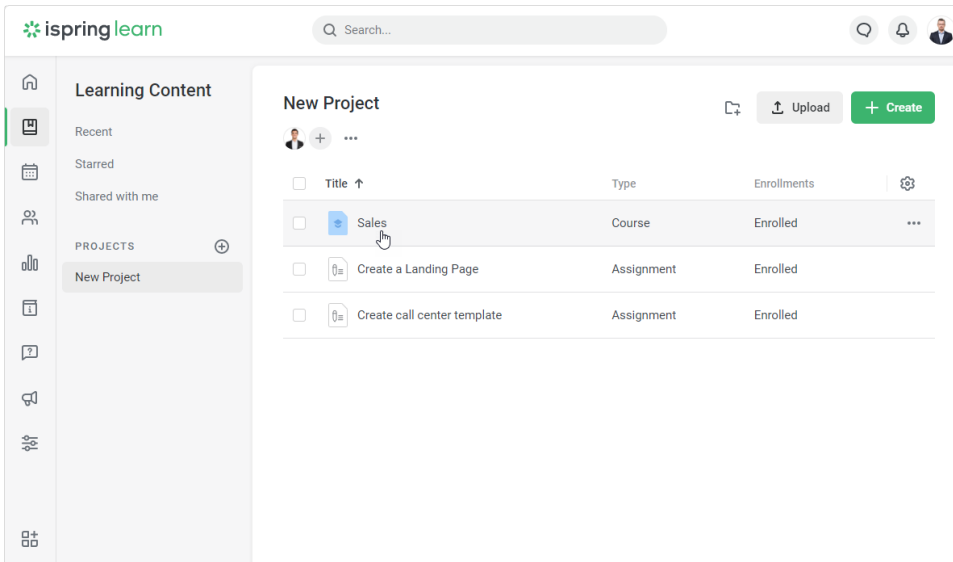 ispring learn
Search...
Learning Content
Recent
Starred
Shared with me
PROJECTS
New Project
New Project
Upload
Create
Title Type Enrollments
Sales Course Enrolled
Create a Landing Page Assignment Enrolled
Create call center template Assignment Enrolled